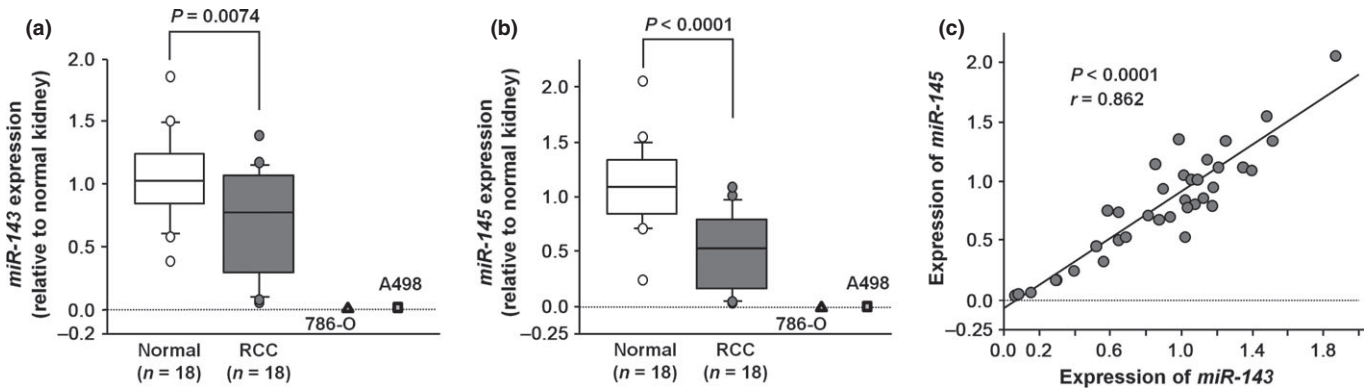 (a)
P = 0.0074
miR-143 expression
(relative to normal kidney)
2.0
1.5
1.0
0.5
0.0
–0.2
786-O
A498
Normal
(n = 18)
RCC
(n = 18)
(b)
P < 0.0001
miR-145 expression
(relative to normal kidney)
2.0
1.5
1.0
0.5
0.0
–0.25
786-O
A498
Normal
(n = 18)
RCC
(n = 18)
(c)
P < 0.0001
r = 0.862
Expression of miR-145
2.0
1.5
1.0
0.5
0.0
–0.25
0 0.2 0.6 1.0 1.4 1.8
Expression of miR-143